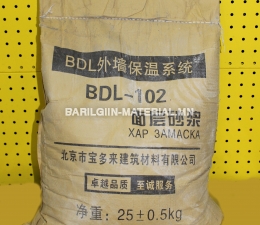 BDL外墙保温系统
BDL-102
BARILGIIN-MATERIAL.MN
面层砂浆
ХАР ЗАМАСКА
北京市宝多来建筑材料有限公司
卓越品质 ► 至诚服务
净重：25±0.5kg